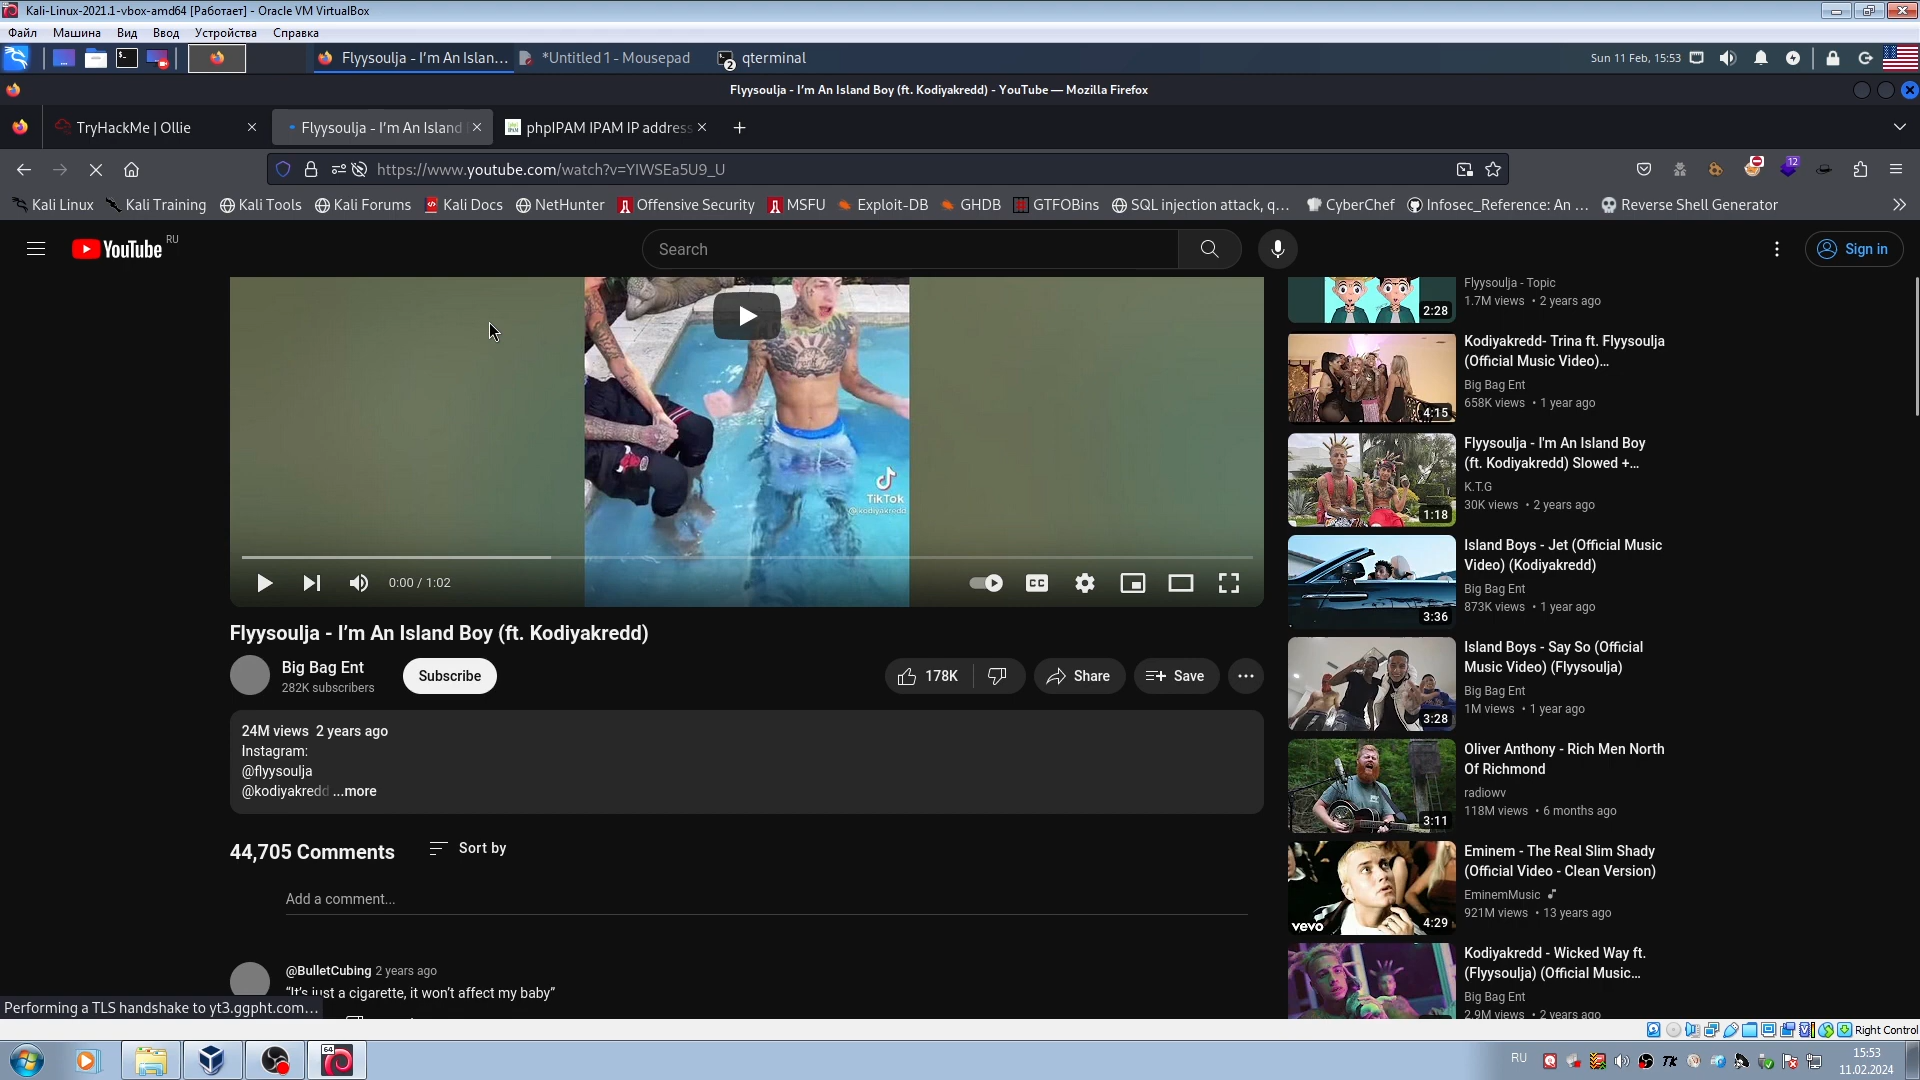 Kali-Linux-2021.1-vbox-amd64 [Работает] - Oracle VM VirtualBox
Файл Машина Вид Ввод Устройства Справка
Flyysoulja - I’m An Islan… *Untitled 1 - Mousepad 2 qterminal Sun 11 Feb, 15:53
Flyysoulja - I’m An Island Boy (ft. Kodiyakredd) - YouTube — Mozilla Firefox
TryHackMe | Ollie Flyysoulja - I’m An Island phpIPAM IPAM IP address
https://www.youtube.com/watch?v=YIWSEa5U9_U 12
Kali Linux Kali Training Kali Tools Kali Forums Kali Docs NetHunter Offensive Security MSFU Exploit-DB GHDB GTFOBins SQL injection attack, q… CyberChef Infosec_Reference: An … Reverse Shell Generator
YouTube RU Search Sign in
TikTok
@kodiyakredd
0:00 / 1:02 CC
Flyysoulja - I’m An Island Boy (ft. Kodiyakredd)
Big Bag Ent
282K subscribers
Subscribe 178K Share Save
24M views 2 years ago
Instagram:
@flyysoulja
@kodiyakredd ...more
44,705 Comments Sort by
Add a comment...
@BulletCubing 2 years ago
“It’s just a cigarette, it won’t affect my baby”
Performing a TLS handshake to yt3.ggpht.com…
Flyysoulja - Topic
1.7M views • 2 years ago
2:28
Kodiyakredd- Trina ft. Flyysoulja
(Official Music Video)...
Big Bag Ent
658K views • 1 year ago
4:15
Flyysoulja - I'm An Island Boy
(ft. Kodiyakredd) Slowed +...
K.T.G
30K views • 2 years ago
1:18
Island Boys - Jet (Official Music
Video) (Kodiyakredd)
Big Bag Ent
873K views • 1 year ago
3:36
Island Boys - Say So (Official
Music Video) (Flyysoulja)
Big Bag Ent
1M views • 1 year ago
3:28
Oliver Anthony - Rich Men North
Of Richmond
radiowv
118M views • 6 months ago
3:11
Eminem - The Real Slim Shady
(Official Video - Clean Version)
EminemMusic
921M views • 13 years ago
vevo 4:29
Kodiyakredd - Wicked Way ft.
(Flyysoulja) (Official Music...
Big Bag Ent
2.9M views • 2 years ago
Right Control
64 RU 15:53
11.02.2024